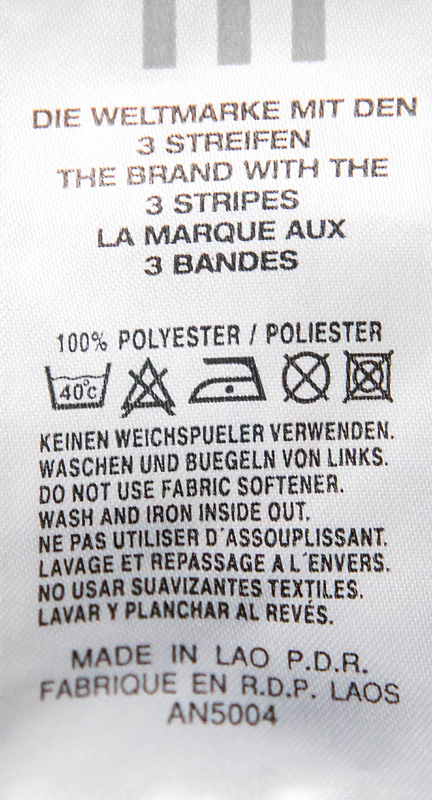 DIE WELTMARKE MIT DEN
3 STREIFEN
THE BRAND WITH THE
3 STRIPES
LA MARQUE AUX
3 BANDES
100% POLYESTER / POLIESTER
40°C
KEINEN WEICHSPUELER VERWENDEN.
WASCHEN UND BUEGELN VON LINKS.
DO NOT USE FABRIC SOFTENER.
WASH AND IRON INSIDE OUT.
NE PAS UTILISER D´ASSOUPLISSANT.
LAVAGE ET REPASSAGE A L´ENVERS.
NO USAR SUAVIZANTES TEXTILES.
LAVAR Y PLANCHAR AL REVÉS.
MADE IN LAO P.D.R.
FABRIQUE EN R.D.P. LAOS
AN5004